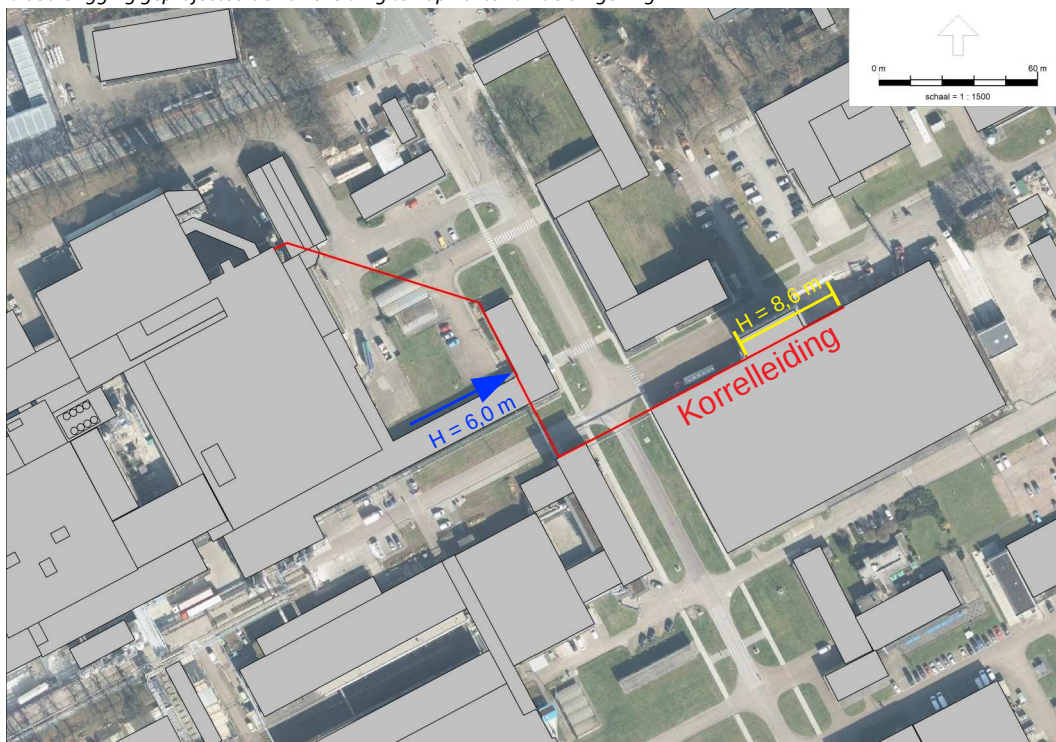 0 m
60 m
schaal = 1 : 1500
H = 8,6 m
Korrelleiding
H = 6,0 m